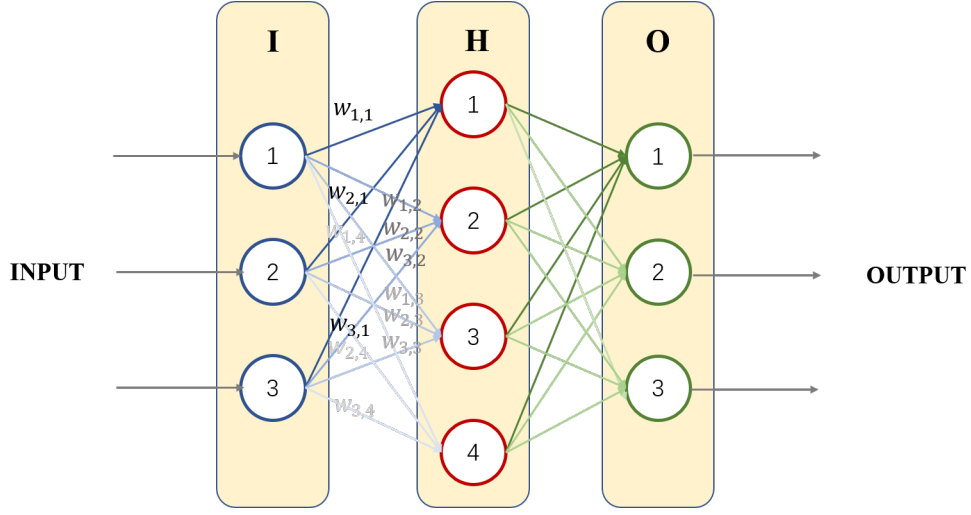 I
H
O
INPUT
OUTPUT
1
2
3
1
2
3
4
1
2
3
w1,1
w2,1
w1,2
w1,4
w2,2
w3,2
w1,3
w2,3
w3,1
w3,3
w2,4
w3,4